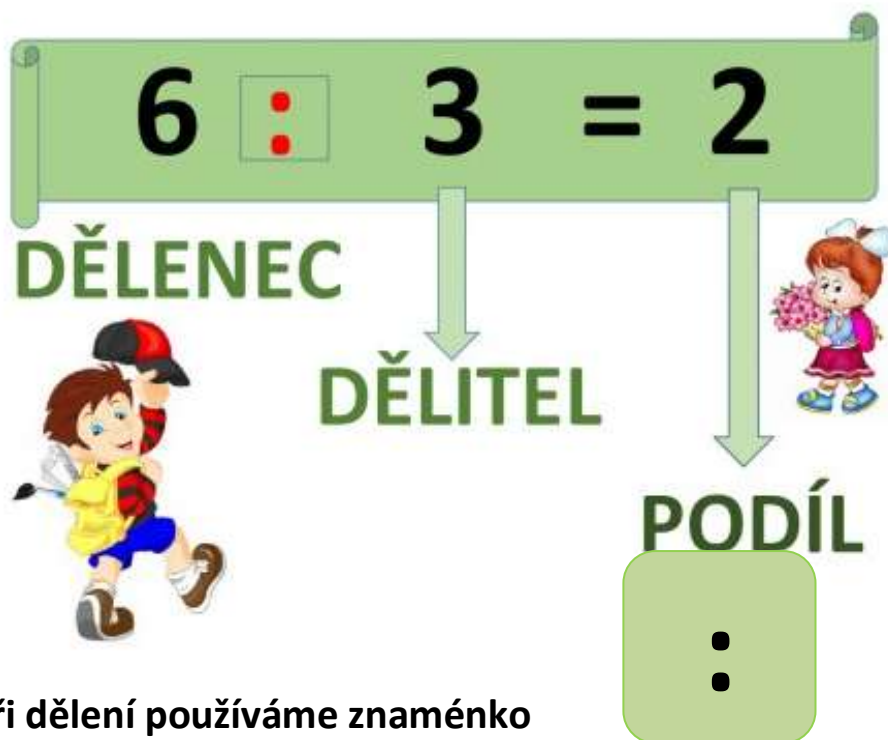 6 : 3 = 2
DĚLENEC
DĚLITEL
PODÍL
:
ři dělení používáme znaménko